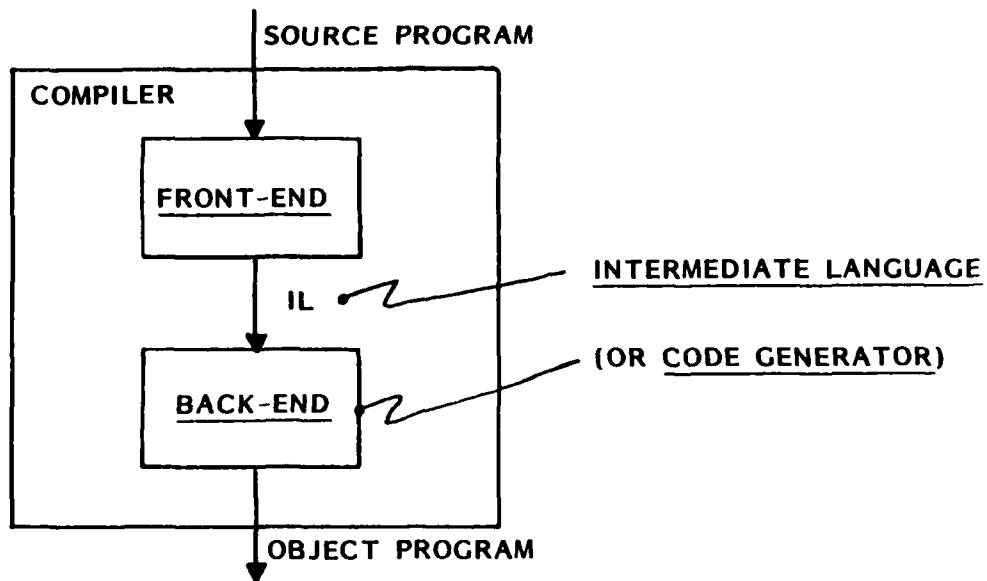 SOURCE PROGRAM
COMPILER
FRONT-END
IL
INTERMEDIATE LANGUAGE
(OR CODE GENERATOR)
BACK-END
OBJECT PROGRAM